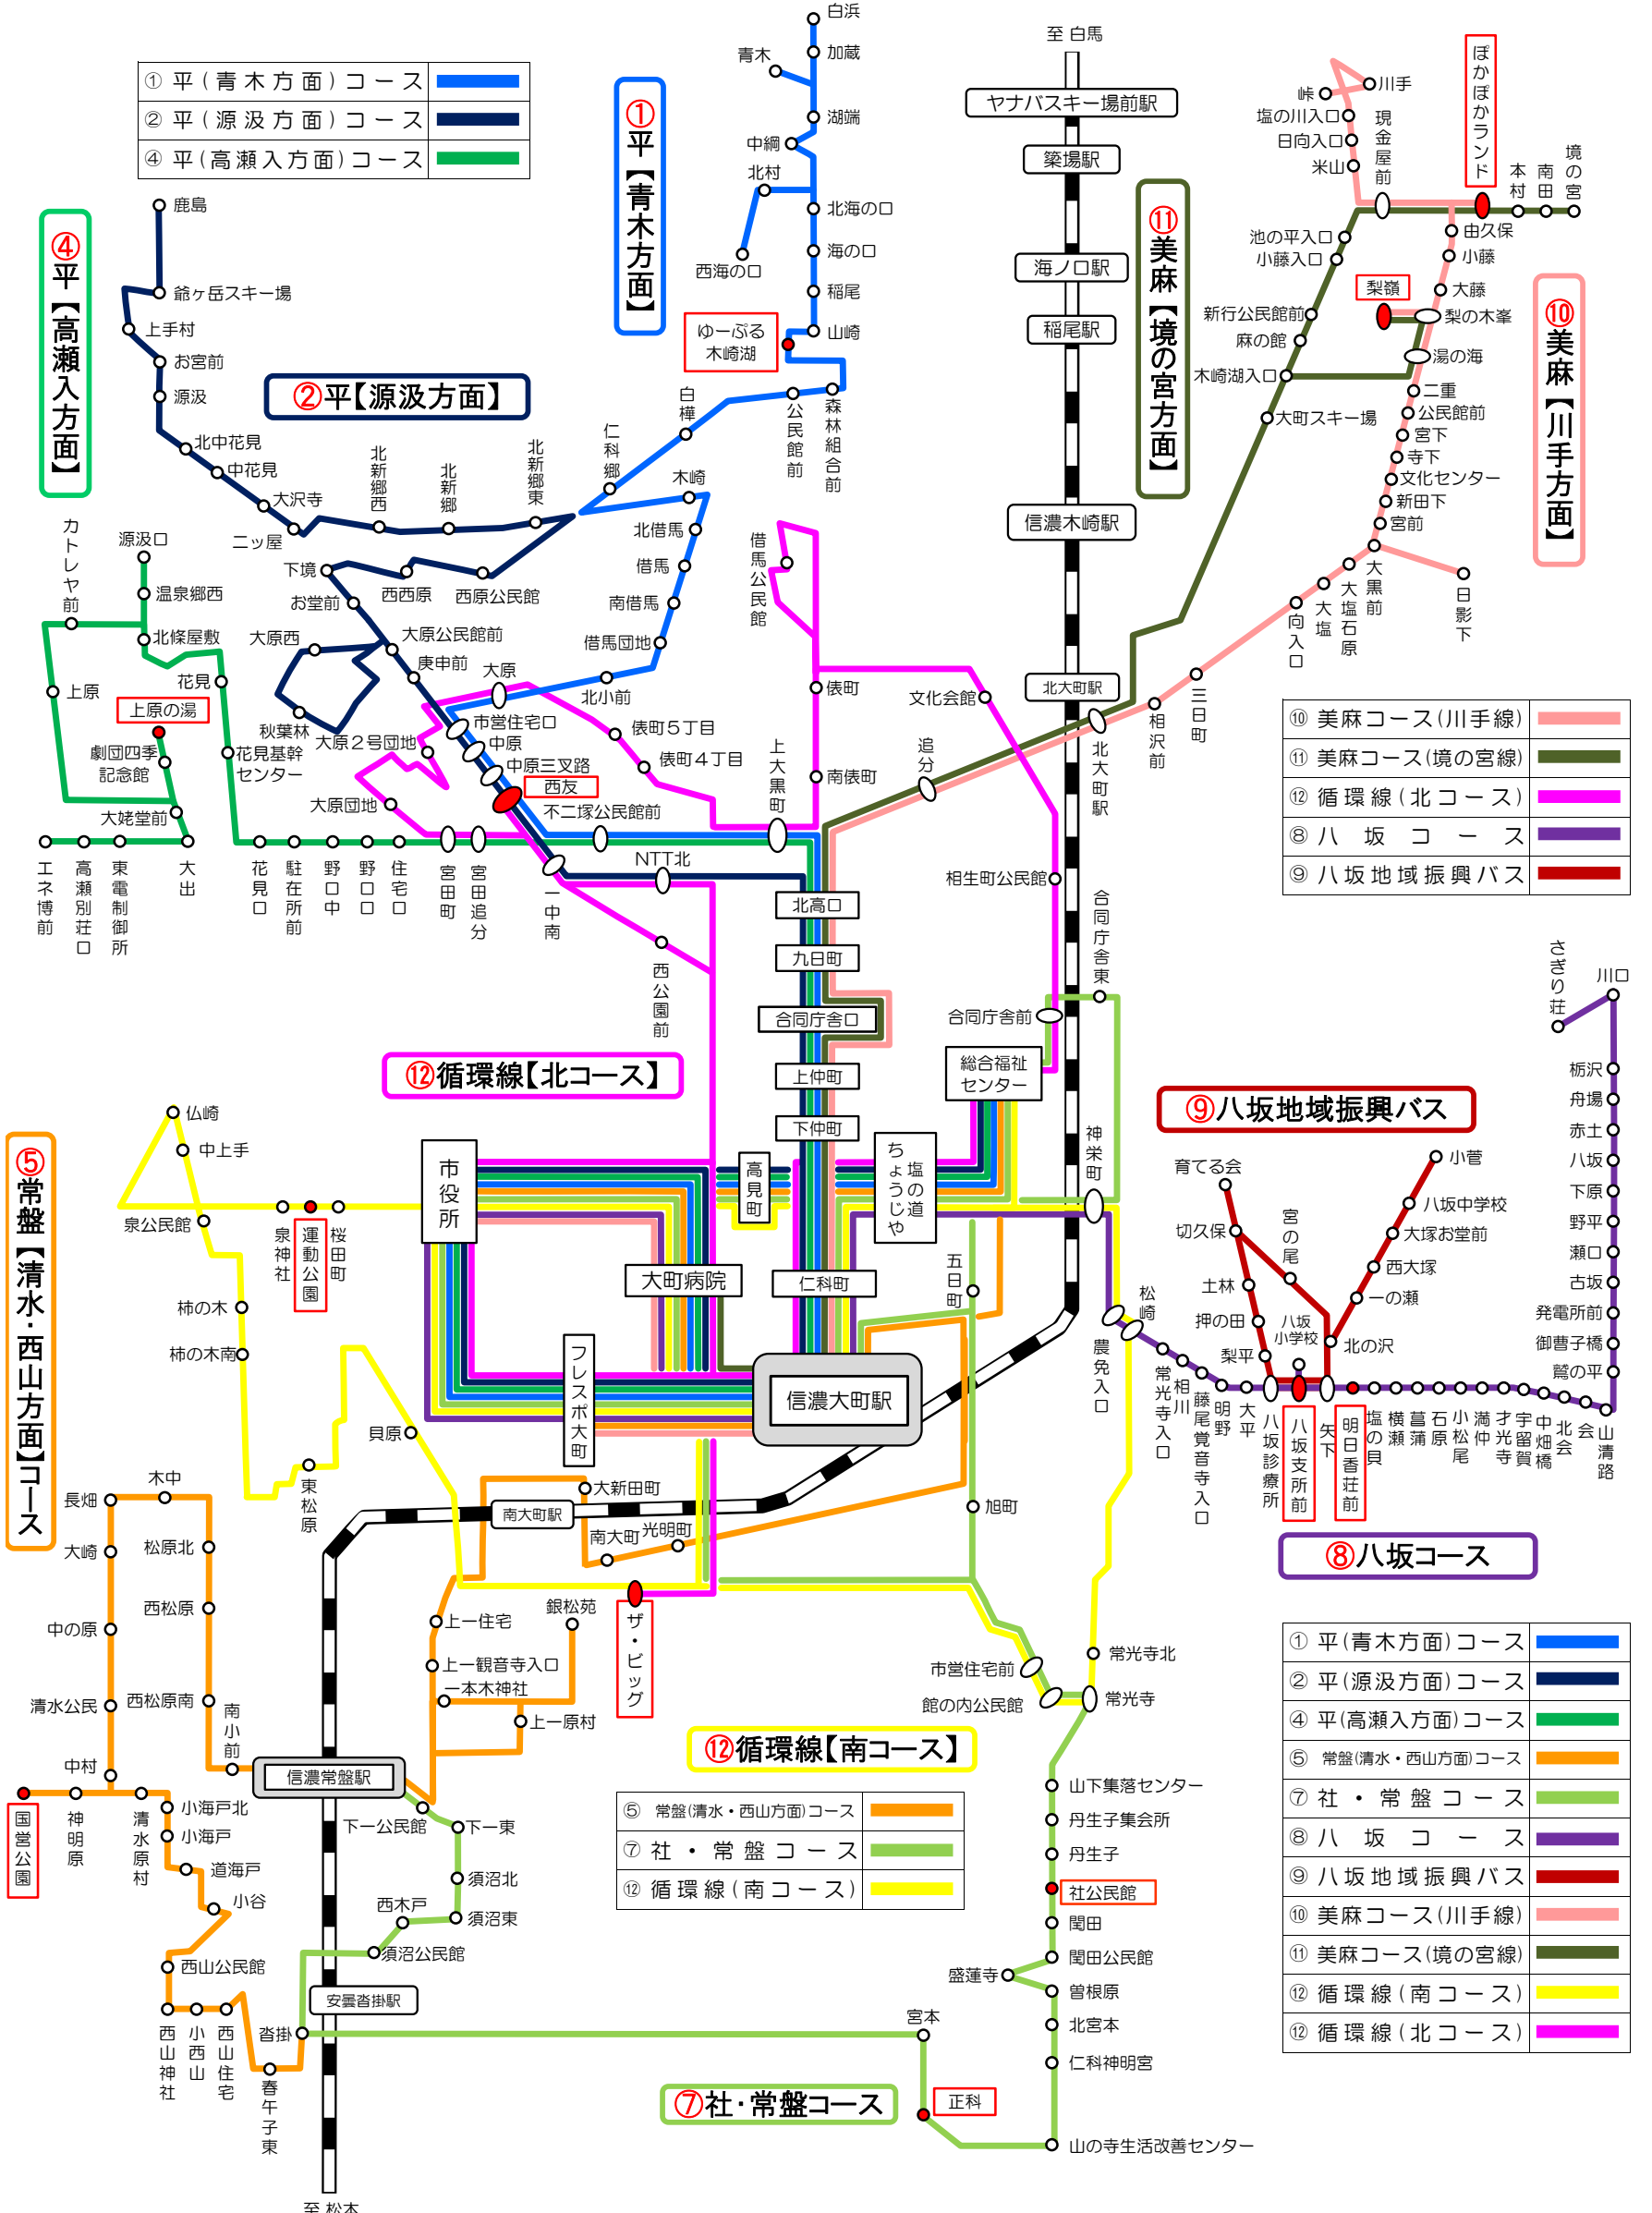 ① 平(青木方面)コース
② 平(源汲方面)コース
④ 平(高瀬入方面)コース
①平【青木方面】
白浜
加蔵
青木
湖端
中綱
北村
北海の口
西海の口
海の口
稲尾
山崎
ゆーぷる
木崎湖
森林組合前
公民館前
白樺
仁科郷
木崎
北借馬
借馬
南借馬
借馬団地
北小前
大原
至 白馬
ヤナバスキー場前駅
簗場駅
海ノ口駅
稲尾駅
信濃木崎駅
北大町駅
⑪美麻【境の宮方面】
峠
川手
塩の川入口
日向入口
米山
現金屋前
ぽかぽかランド
本村
南田
境の宮
池の平入口
小藤入口
由久保
小藤
大藤
梨嶺
梨の木峯
新行公民館前
麻の館
湯の海
木崎湖入口
大町スキー場
二重
公民館前
宮下
寺下
文化センター
新田下
宮前
大黒前
日影下
大塩石原
大塩
向入口
三日町
相沢前
北大町駅
追分
⑩美麻【川手方面】
④平【高瀬入方面】
鹿島
爺ヶ岳スキー場
上手村
お宮前
源汲
②平【源汲方面】
北中花見
中花見
大沢寺
二ッ屋
北新郷西
北新郷
北新郷東
下境
西西原
西原公民館
お堂前
大原公民館前
大原西
秋葉林
庚申前
市営住宅口
中原
中原三叉路
西友
不二塚公民館前
カトレヤ前
源汲口
温泉郷西
北條屋敷
花見
上原
上原の湯
劇団四季
記念館
花見基幹
センター
大姥堂前
エネ博前
高瀬別荘口
東電制御所
大出
花見口
駐在所前
野口中
野口口
住宅口
宮田町
宮田追分
一中南
大原2号団地
大原団地
俵町5丁目
俵町4丁目
上大黒町
借馬公民館
俵町
南俵町
文化会館
相生町公民館
合同庁舎東
合同庁舎前
総合福祉
センター
NTT北
西公園前
北高口
九日町
合同庁舎口
上仲町
下仲町
⑫循環線【北コース】
⑩ 美麻コース(川手線)
⑪ 美麻コース(境の宮線)
⑫ 循環線(北コース)
⑧ 八坂コース
⑨ 八坂地域振興バス
⑤常盤【清水・西山方面】コース
仏崎
中上手
泉公民館
泉神社
運動公園
桜田町
市役所
高見町
塩の道
ちょうじや
神栄町
大町病院
仁科町
フレスポ大町
信濃大町駅
五日町
松崎
農免入口
柿の木
柿の木南
東松原
貝原
⑨八坂地域振興バス
育てる会
切久保
宮の尾
小菅
八坂中学校
大塚お堂前
西大塚
一の瀬
土林
押の田
梨平
八坂
小学校
北の沢
さぎり荘
川口
栃沢
舟場
赤土
八坂
下原
野平
瀬口
古坂
発電所前
御曹子橋
鷲の平
常光寺入口
相川
藤尾覚音寺入口
明野
大平
八坂診療所
八坂支所前
矢下
明日香荘前
塩の貝
横瀬
菖蒲
石原
小松尾
満仲
才光寺
宇留賀
中畑橋
北会
会
山清路
⑧八坂コース
長畑
木中
大崎
松原北
中の原
西松原
清水公民
西松原南
中村
南小前
信濃常盤駅
国営公園
神明原
清水原村
小海戸北
小海戸
道海戸
小谷
西山公民館
西山神社
小西山
西山住宅
春午子東
沓掛
南大町駅
大新田町
南大町
光明町
旭町
上一住宅
上一観音寺入口
一本木神社
銀松苑
上一原村
ザ・ビッグ
下一公民館
下一東
須沼北
須沼東
西木戸
須沼公民館
安曇沓掛駅
至 松本
⑫循環線【南コース】
⑤ 常盤(清水・西山方面)コース
⑦ 社・常盤コース
⑫ 循環線(南コース)
市営住宅前
館の内公民館
常光寺北
常光寺
山下集落センター
丹生子集会所
丹生子
社公民館
閏田
閏田公民館
盛蓮寺
曽根原
北宮本
仁科神明宮
宮本
正科
山の寺生活改善センター
⑦社・常盤コース
① 平(青木方面)コース
② 平(源汲方面)コース
④ 平(高瀬入方面)コース
⑤ 常盤(清水・西山方面)コース
⑦ 社・常盤コース
⑧ 八坂コース
⑨ 八坂地域振興バス
⑩ 美麻コース(川手線)
⑪ 美麻コース(境の宮線)
⑫ 循環線(南コース)
⑫ 循環線(北コース)